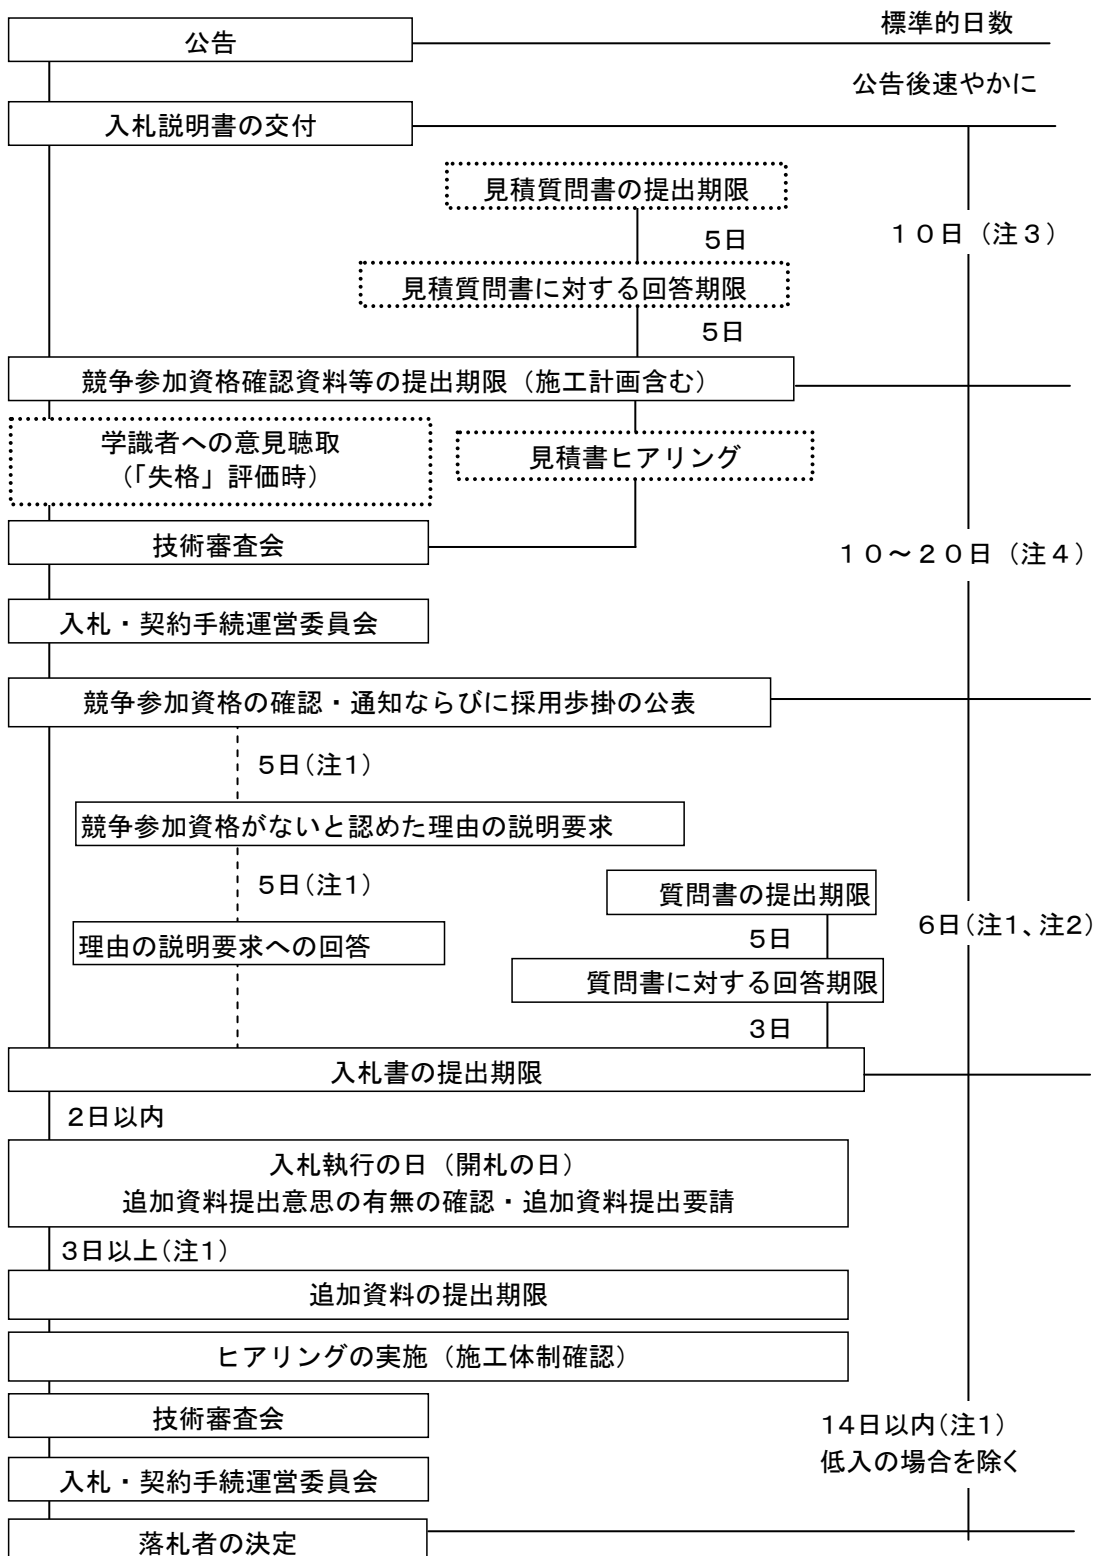 標準的日数
公告
公告後速やかに
入札説明書の交付
見積質問書の提出期限
5日
10日（注3）
見積質問書に対する回答期限
5日
競争参加資格確認資料等の提出期限（施工計画含む）
学識者への意見聴取
（「失格」評価時）
見積書ヒアリング
技術審査会
10～20日（注4）
入札・契約手続運営委員会
競争参加資格の確認・通知ならびに採用歩掛の公表
5日（注1）
競争参加資格がないと認めた理由の説明要求
5日（注1）
質問書の提出期限
6日（注1、注2）
理由の説明要求への回答
5日
質問書に対する回答期限
3日
入札書の提出期限
2日以内
入札執行の日（開札の日）
追加資料提出意思の有無の確認・追加資料提出要請
3日以上（注1）
追加資料の提出期限
ヒアリングの実施（施工体制確認）
技術審査会
14日以内（注1）
低入の場合を除く
入札・契約手続運営委員会
落札者の決定